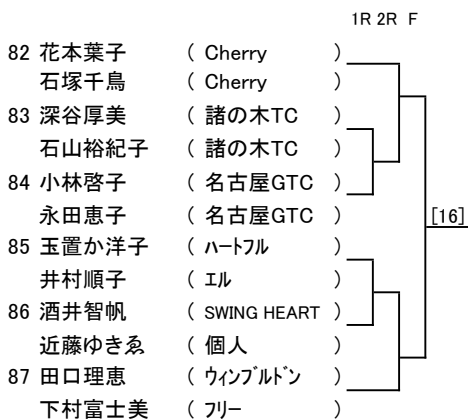 1R 2R F
82 花本葉子 ( Cherry )
石塚千鳥 ( Cherry )
83 深谷厚美 ( 諸の木TC )
石山裕紀子 ( 諸の木TC )
84 小林啓子 ( 名古屋GTC )
永田恵子 ( 名古屋GTC )
[16]
85 玉置か洋子 ( ハートフル )
井村順子 ( エル )
86 酒井智帆 ( SWING HEART )
近藤ゆきゑ ( 個人 )
87 田口理恵 ( ウィンブルドン )
下村富士美 ( フリー )